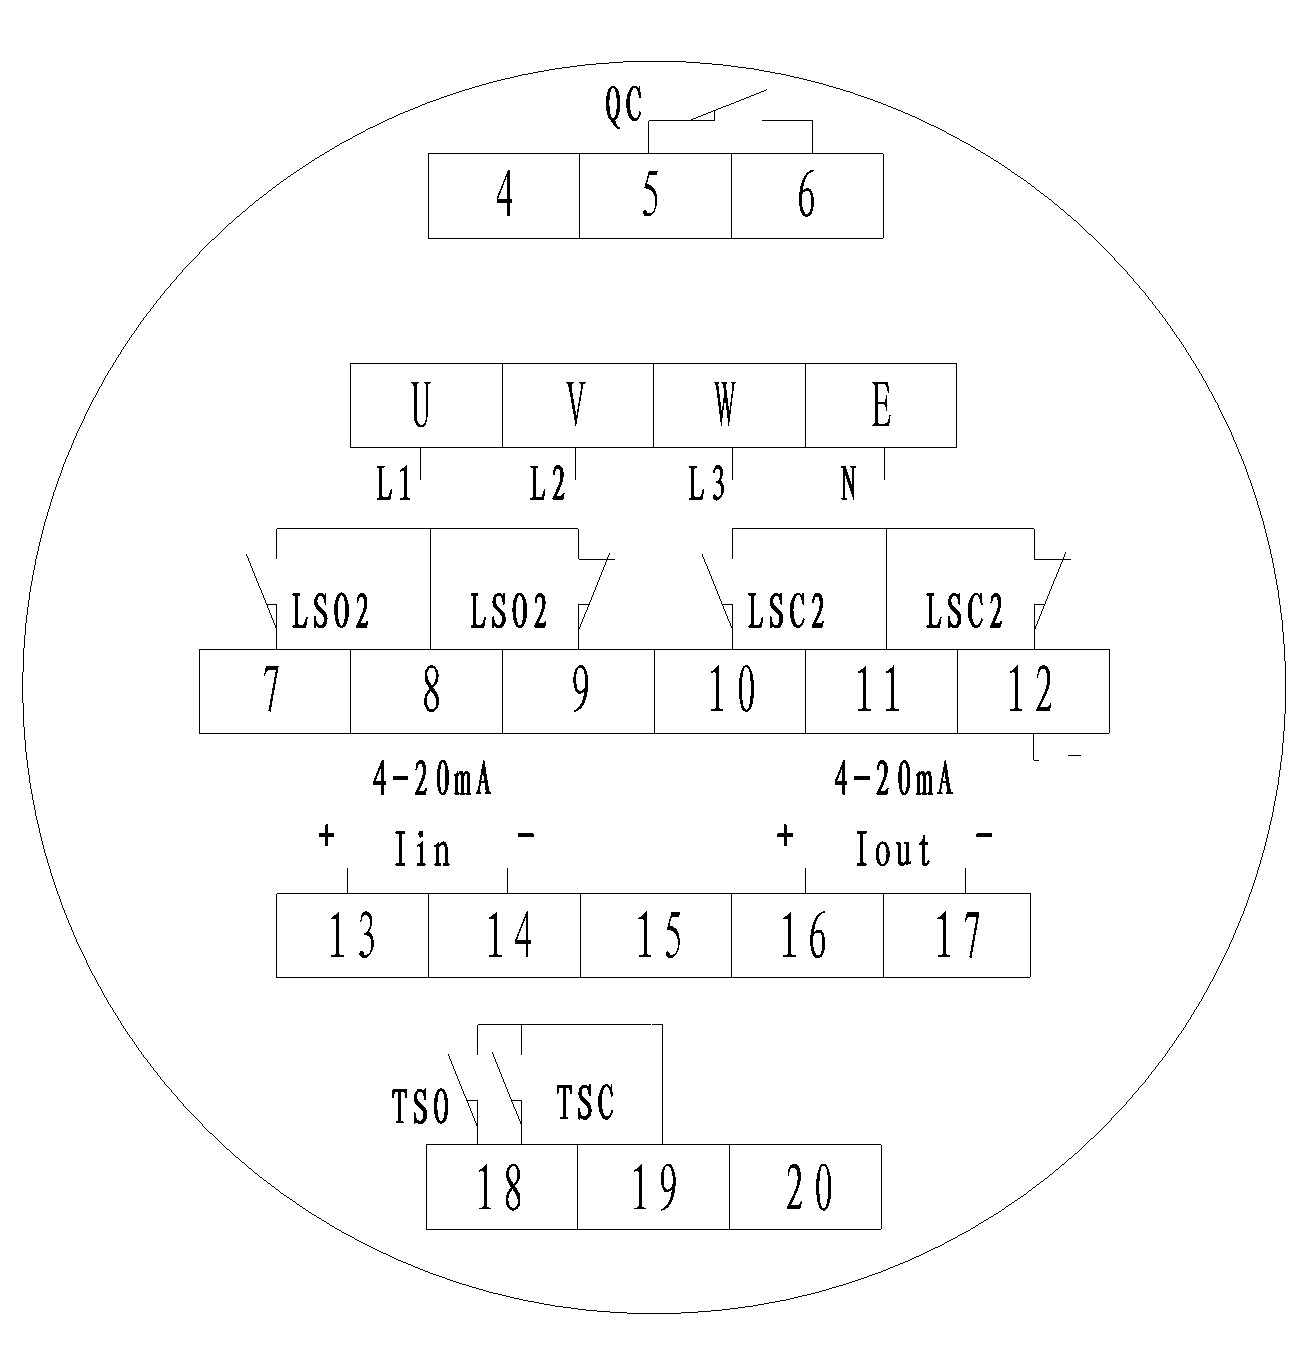 QC
4 5 6
U V W E
L1 L2 L3 N
LSO2 LSO2 LSC2 LSC2
7 8 9 10 11 12
4-20mA 4-20mA
+ Iin - + Iout -
13 14 15 16 17
TSO TSC
18 19 20